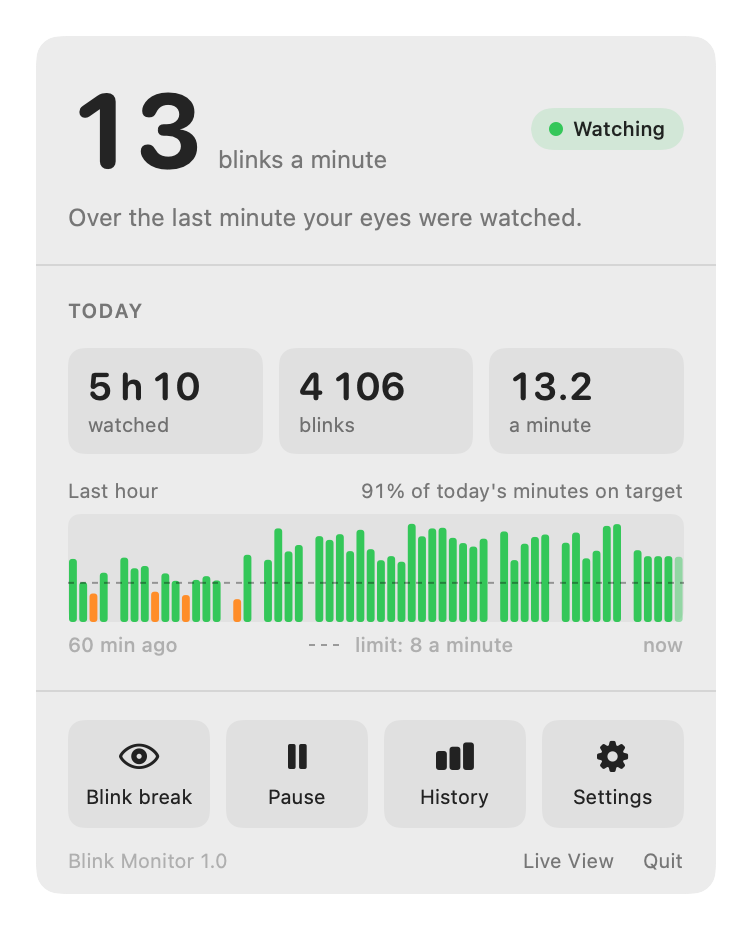 13 blinks a minute
Watching
Over the last minute your eyes were watched.
TODAY
5 h 10
watched
4 106
blinks
13.2
a minute
Last hour
91% of today's minutes on target
60 min ago
limit: 8 a minute
now
Blink break
Pause
History
Settings
Blink Monitor 1.0
Live View
Quit